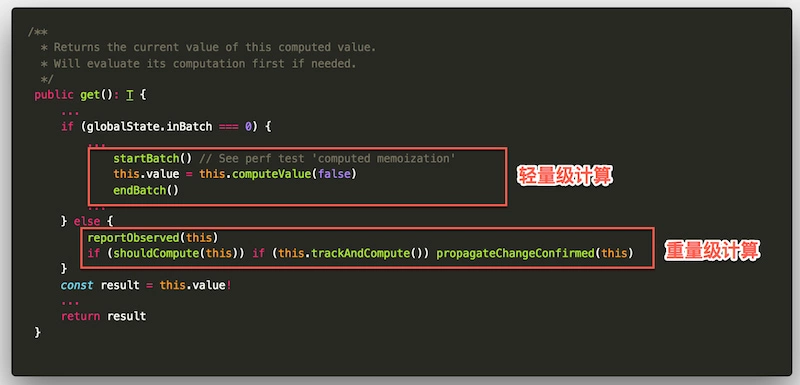 /**
* Returns the current value of this computed value.
* Will evaluate its computation first if needed.
*/
public get(): T {
...
if (globalState.inBatch === 0) {
...
startBatch() // See perf test 'computed memoization'
this.value = this.computeValue(false)
endBatch()
轻量级计算
...
} else {
reportObserved(this)
if (shouldCompute(this)) if (this.trackAndCompute()) propagateChangeConfirmed(this)
重量级计算
}
const result = this.value!
...
return result
}